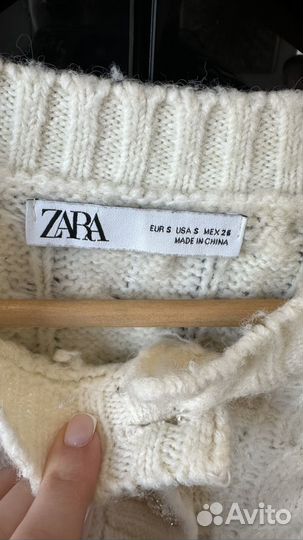 ZARA
EUR S USA S MEX 26
MADE IN CHINA
Avito